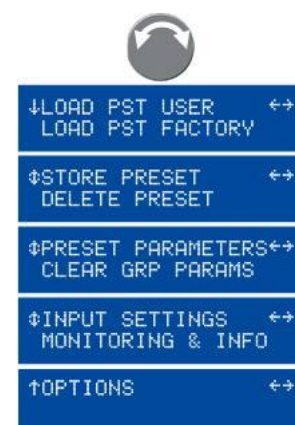 ↓LOAD PST USER ↔
LOAD PST FACTORY
⇕STORE PRESET ↔
DELETE PRESET
⇕PRESET PARAMETERS↔
CLEAR GRP PARAMS
⇕INPUT SETTINGS ↔
MONITORING & INFO
↑OPTIONS ↔